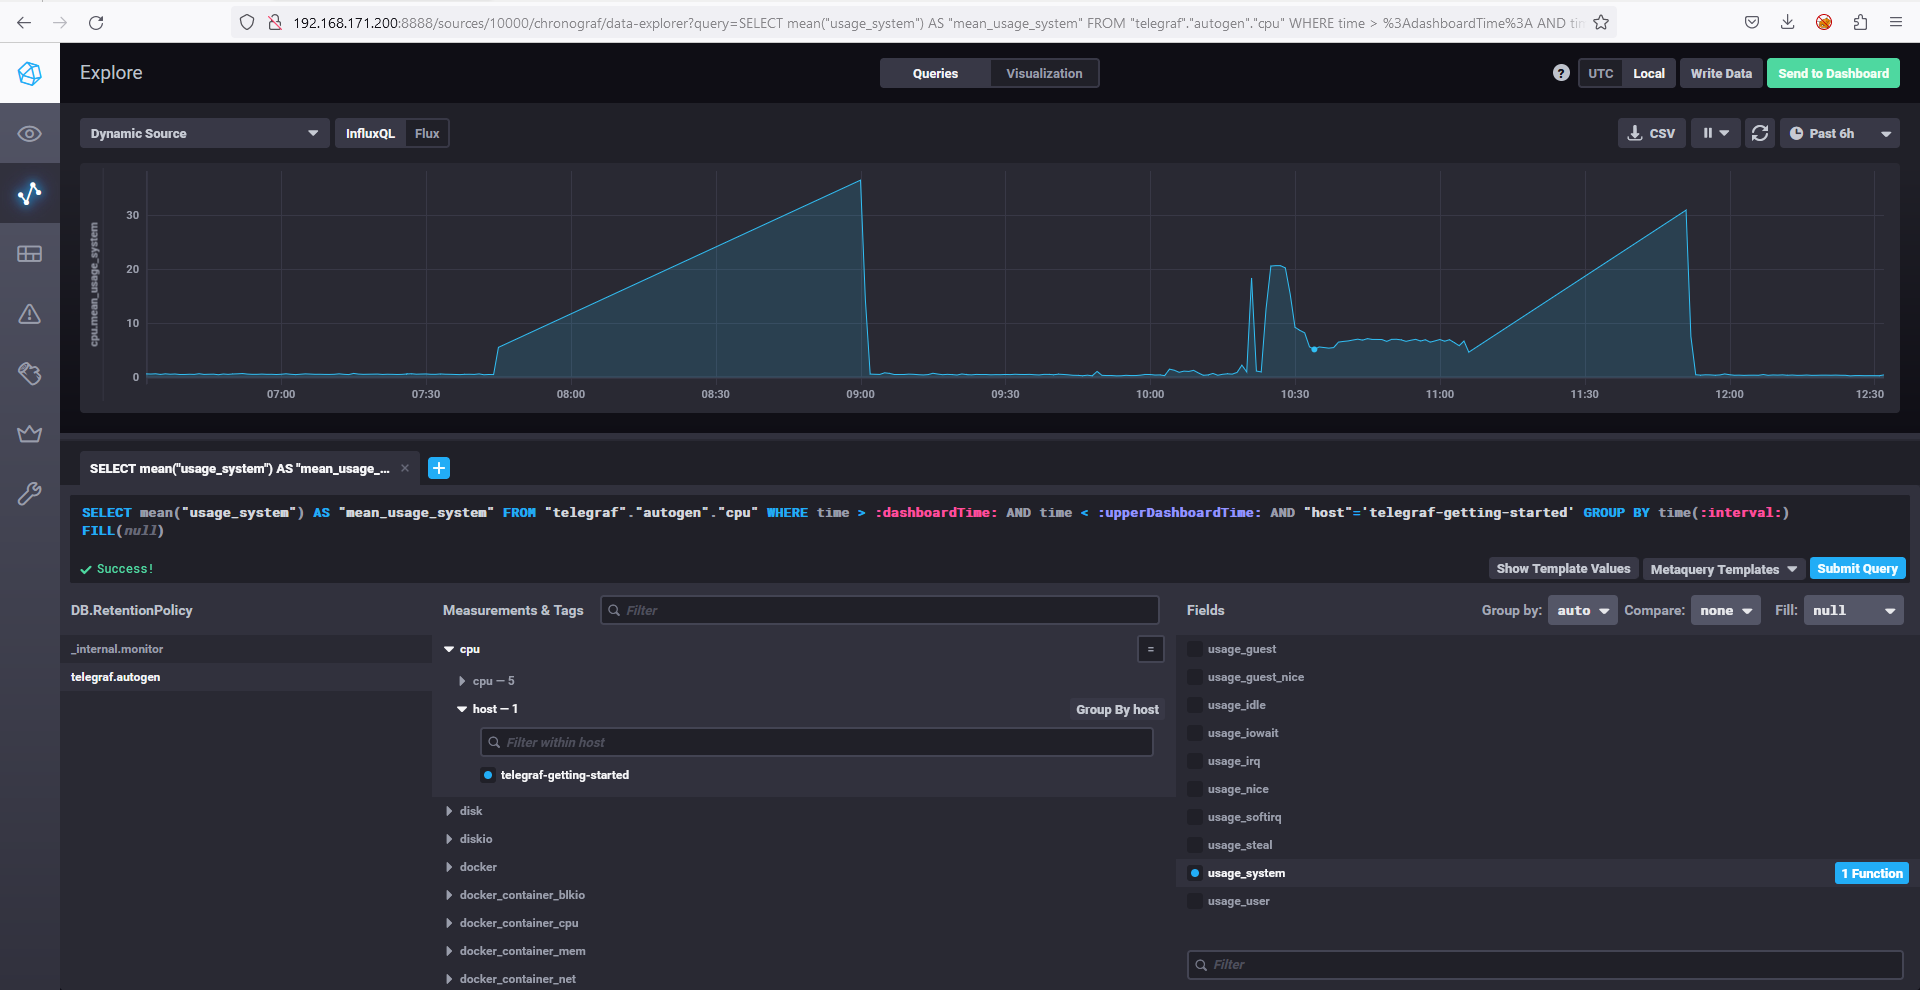 192.168.171.200:8888/sources/10000/chronograf/data-explorer?query=SELECT mean("usage_system") AS "mean_usage_system" FROM "telegraf"."autogen"."cpu" WHERE time > %3AdashboardTime%3A AND tim
Explore
Queries Visualization
? UTC Local Write Data Send to Dashboard
Dynamic Source InfluxQL Flux CSV Past 6h
cpu.mean_usage_system
30
20
10
0
07:00 07:30 08:00 08:30 09:00 09:30 10:00 10:30 11:00 11:30 12:00 12:30
SELECT mean("usage_system") AS "mean_usage_... × +
SELECT mean("usage_system") AS "mean_usage_system" FROM "telegraf"."autogen"."cpu" WHERE time > :dashboardTime: AND time < :upperDashboardTime: AND "host"='telegraf-getting-started' GROUP BY time(:interval:)
FILL(null)
Success! Show Template Values Metaquery Templates Submit Query
DB.RetentionPolicy
_internal.monitor
telegraf.autogen
Measurements & Tags Filter
cpu =
cpu — 5
host — 1 Group By host
Filter within host
telegraf-getting-started
disk
diskio
docker
docker_container_blkio
docker_container_cpu
docker_container_mem
docker_container_net
Fields Group by: auto Compare: none Fill: null
usage_guest
usage_guest_nice
usage_idle
usage_iowait
usage_irq
usage_nice
usage_softirq
usage_steal
usage_system 1 Function
usage_user
Filter